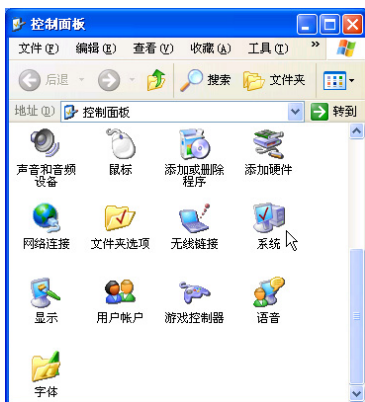 控制面板
文件(F) 编辑(E) 查看(V) 收藏(A) 工具(T) »
后退 搜索 文件夹
地址(D) 控制面板 转到
声音和音频设备 鼠标 添加或删除程序 添加硬件
网络连接 文件夹选项 无线链接 系统
显示 用户帐户 游戏控制器 语音
字体